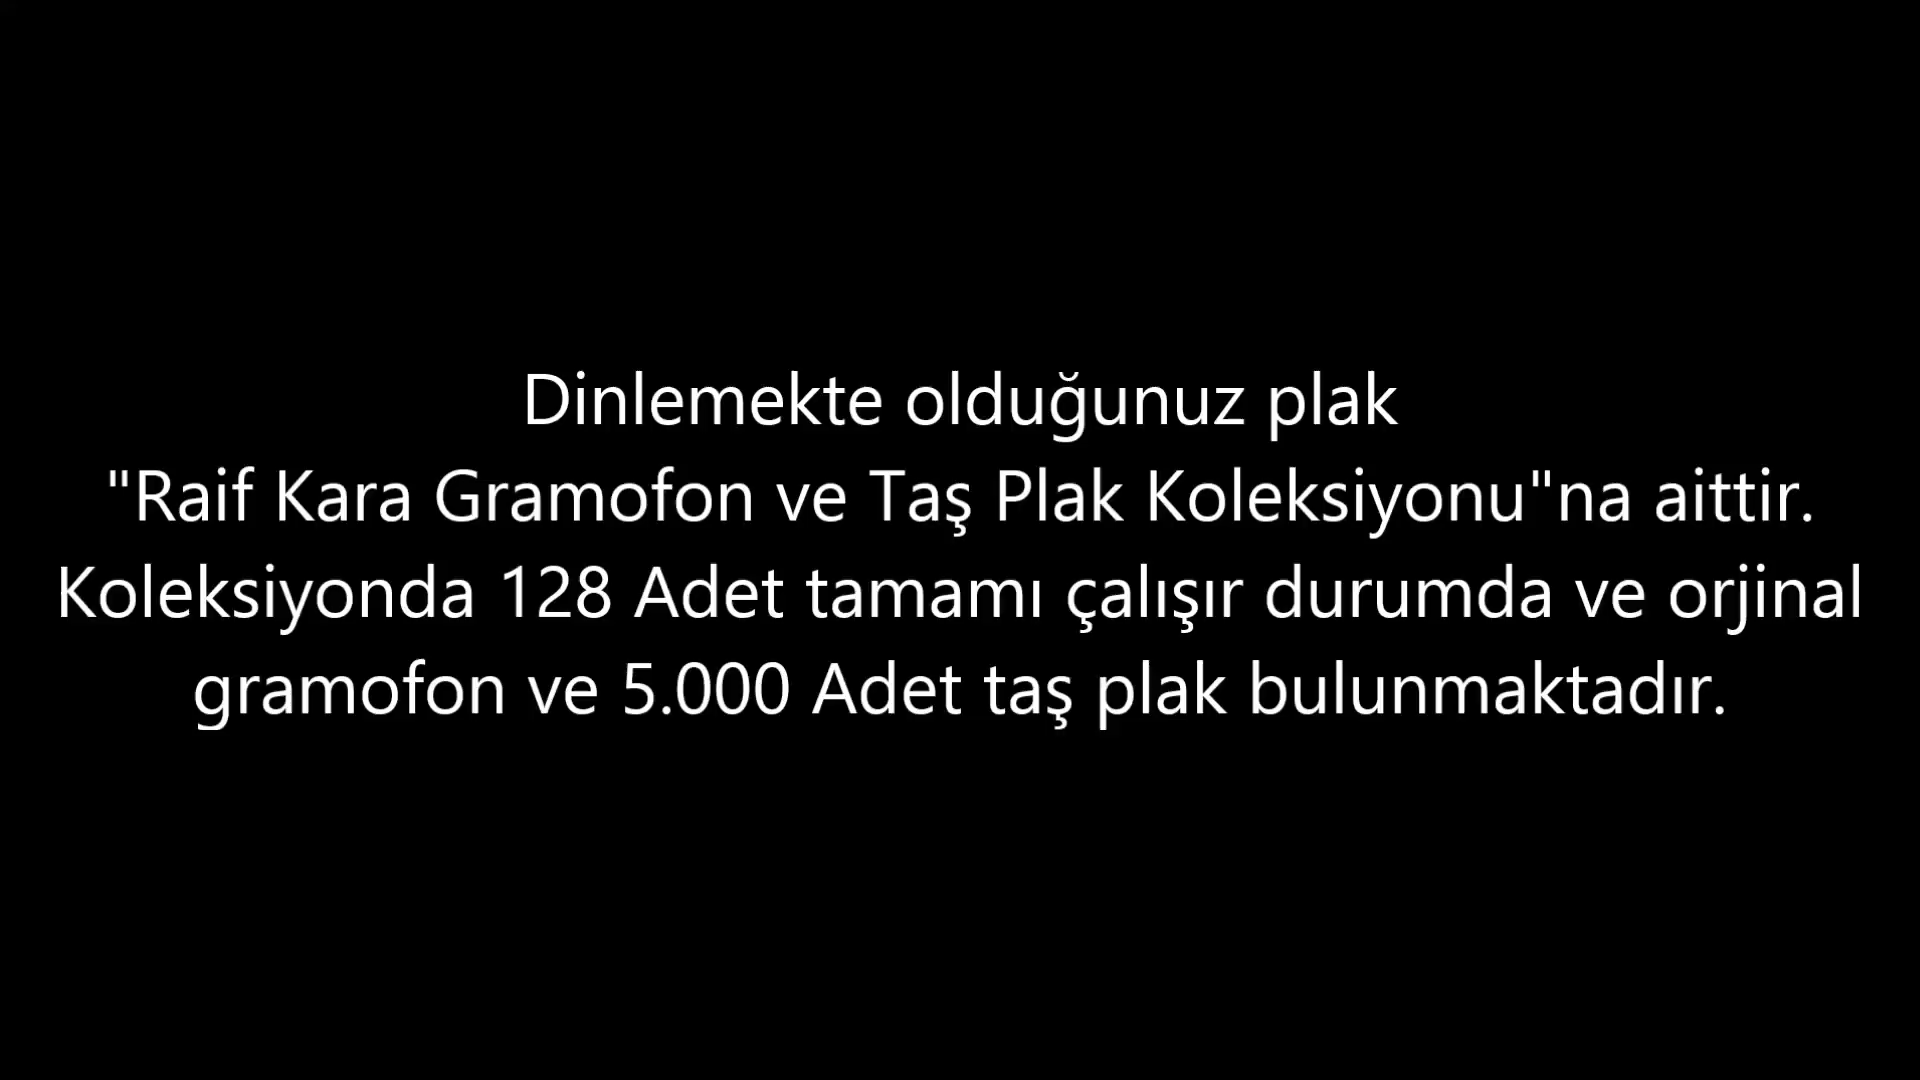 Dinlemekte olduğunuz plak
"Raif Kara Gramofon ve Taş Plak Koleksiyonu"na aittir.
Koleksiyonda 128 Adet tamamı çalışır durumda ve orjinal
gramofon ve 5.000 Adet taş plak bulunmaktadır.